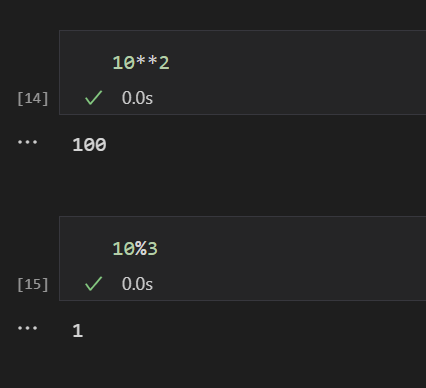 10**2
[14] ✓ 0.0s
... 100
10%3
[15] ✓ 0.0s
... 1